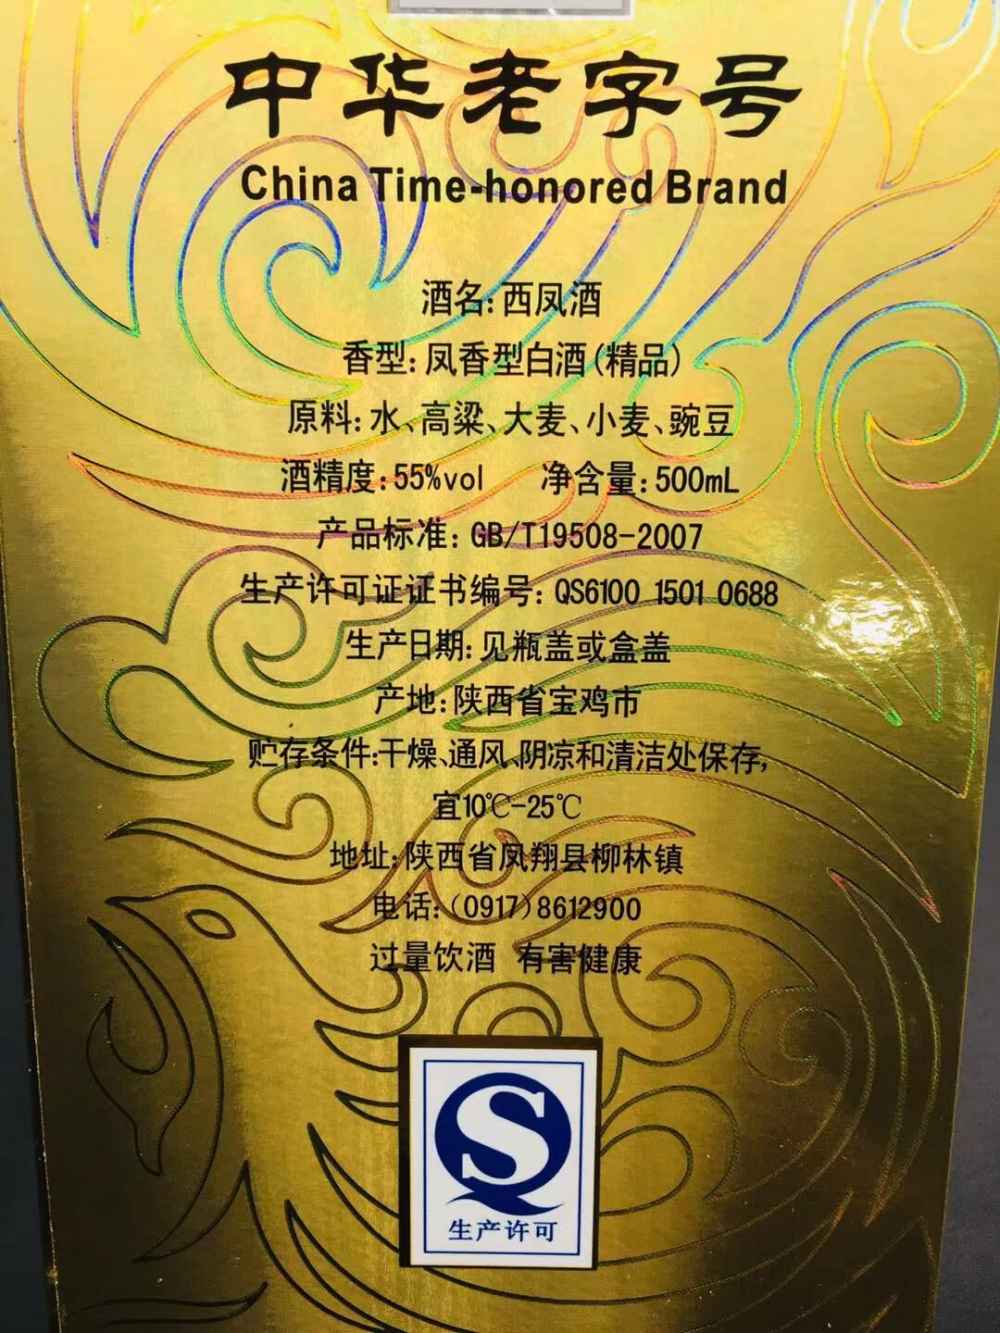 中华老字号
China Time-honored Brand
酒名:西凤酒
香型:凤香型白酒(精品)
原料:水、高粱、大麦、小麦、豌豆
酒精度:55%vol 净含量:500mL
产品标准:GB/T19508-2007
生产许可证证书编号:QS6100 1501 0688
生产日期:见瓶盖或盒盖
产地:陕西省宝鸡市
贮存条件:干燥、通风、阴凉和清洁处保存,
宜10℃-25℃
地址:陕西省凤翔县柳林镇
电话:(0917)8612900
过量饮酒 有害健康
QS
生产许可